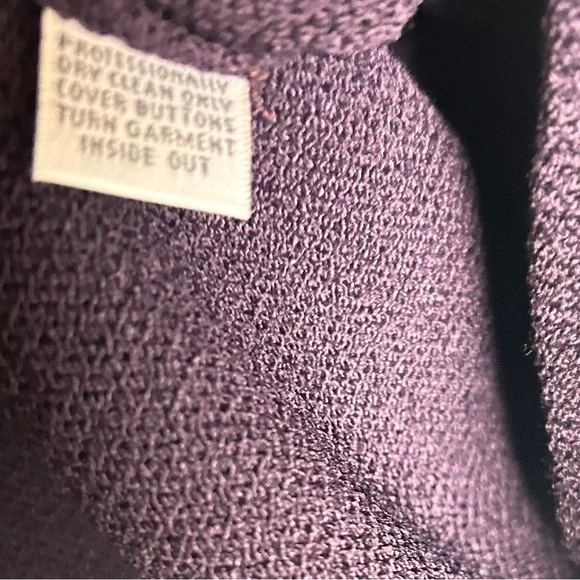 PROFESSIONALLY
DRY CLEAN ONLY
COVER BUTTONS
TURN GARMENT
INSIDE OUT